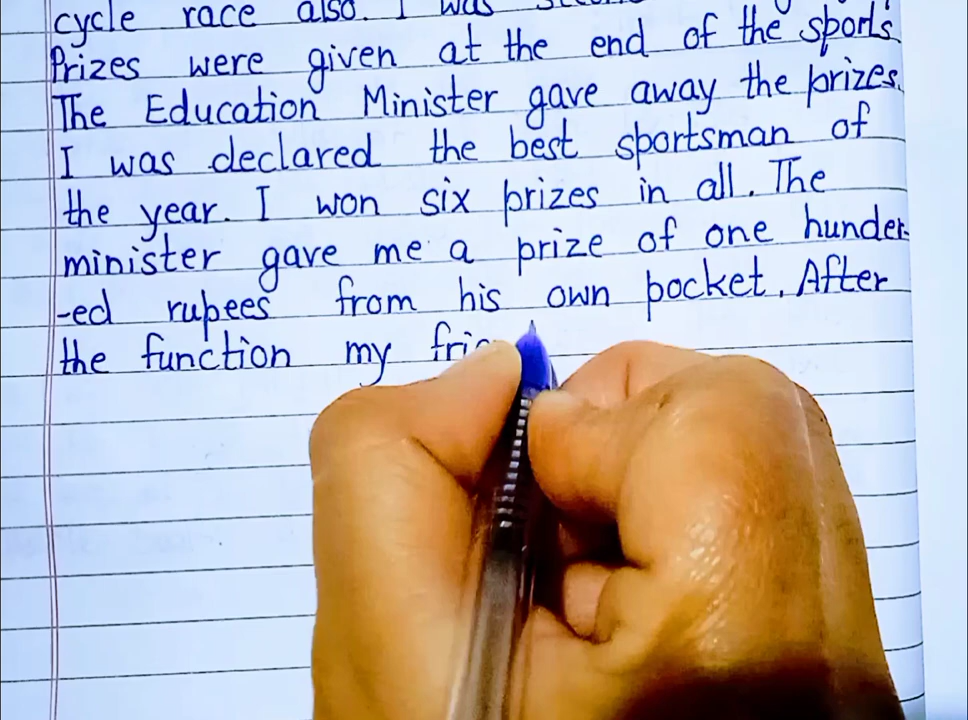 cycle race also. I was
Prizes were given at the end of the sports.
The Education Minister gave away the prizes.
I was declared the best sportsman of
the year. I won six prizes in all. The
minister gave me a prize of one hunder-
-ed rupees from his own pocket. After
the function my